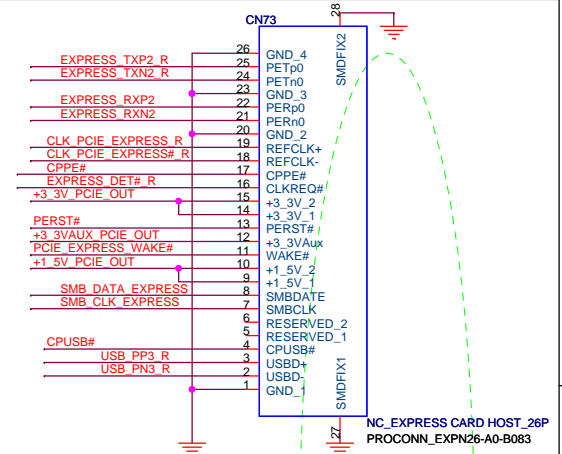 28
CN73
26 GND_4
SMDFIX2
EXPRESS_TXP2_R 25 PETp0
EXPRESS_TXN2_R 24 PETn0
23 GND_3
EXPRESS_RXP2 22 PERp0
EXPRESS_RXN2 21 PERn0
20 GND_2
CLK_PCIE_EXPRESS_R 19 REFCLK+
CLK_PCIE_EXPRESS#_R 18 REFCLK-
CPPE# 17 CPPE#
EXPRESS_DET#_R 16 CLKREQ#
+3_3V_PCIE_OUT 15 +3_3V_2
14 +3_3V_1
PERST# 13 PERST#
+3_3VAUX_PCIE_OUT 12 +3_3VAux
PCIE_EXPRESS_WAKE# 11 WAKE#
+1_5V_PCIE_OUT 10 +1_5V_2
9 +1_5V_1
SMB_DATA_EXPRESS 8 SMBDATE
SMB_CLK_EXPRESS 7 SMBCLK
6 RESERVED_2
5 RESERVED_1
CPUSB# 4 CPUSB#
USB_PP3_R 3 USBD+
USB_PN3_R 2 USBD-
1 GND_1
SMDFIX1
27
NC_EXPRESS CARD HOST_26P
PROCONN_EXPN26-A0-B083